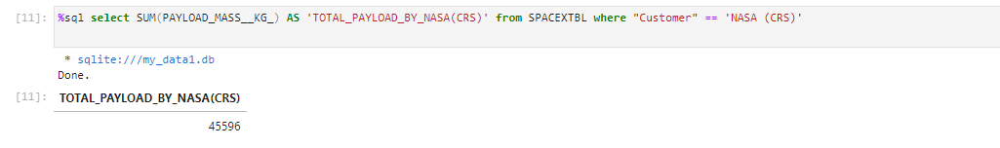 [11]: %sql select SUM(PAYLOAD_MASS__KG_) AS 'TOTAL_PAYLOAD_BY_NASA(CRS)' from SPACEXTBL where "Customer" == 'NASA (CRS)'
* sqlite:///my_data1.db
Done.
[11]: TOTAL_PAYLOAD_BY_NASA(CRS)
45596